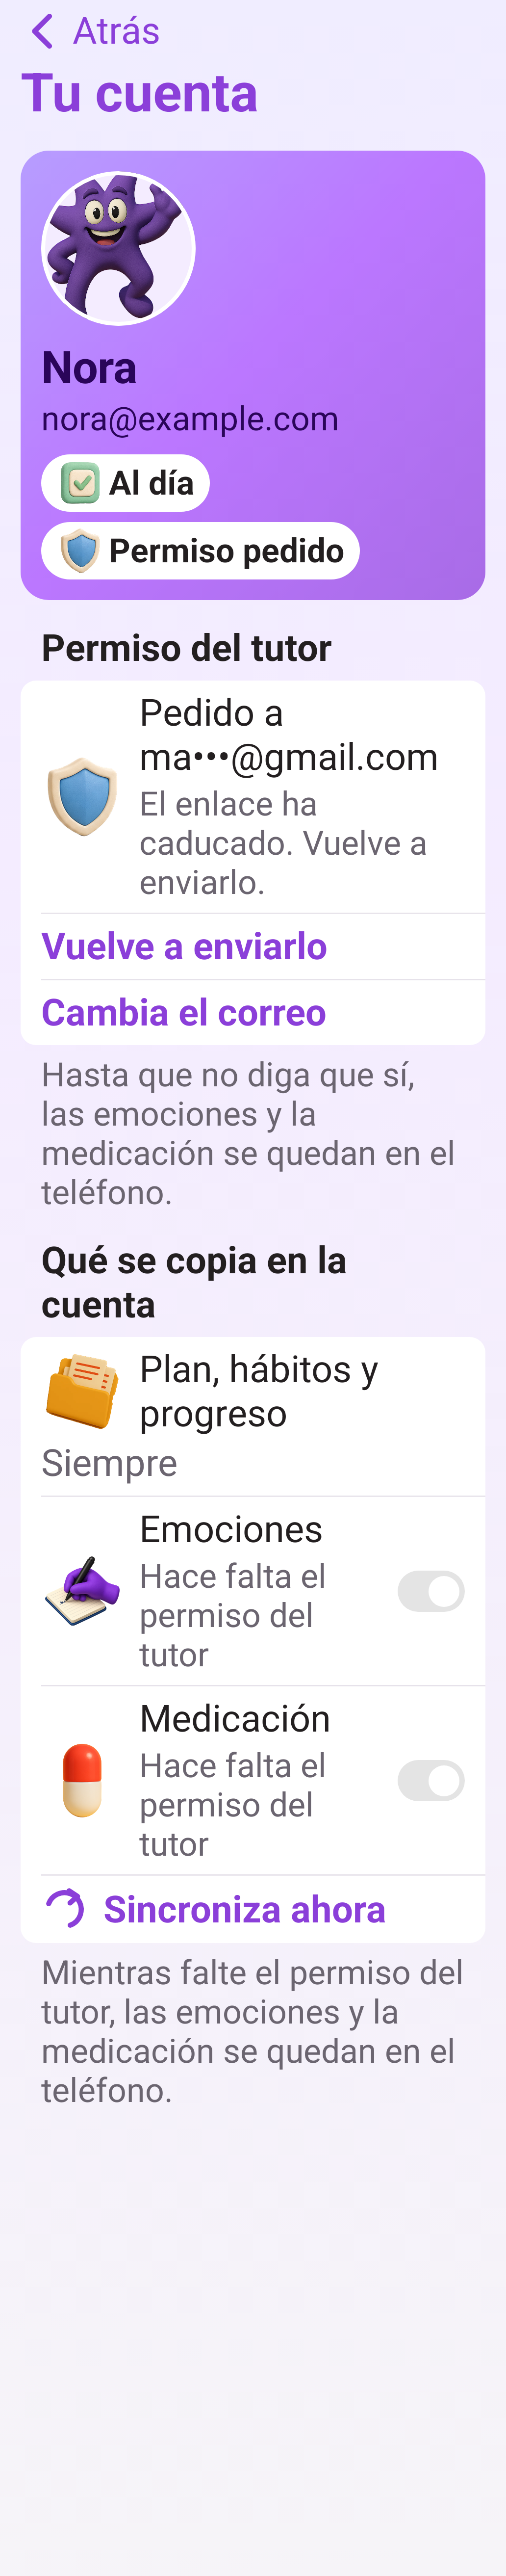 Atrás
Tu cuenta
Nora
nora@example.com
Al día
Permiso pedido
Permiso del tutor
Pedido a
ma•••@gmail.com
El enlace ha
caducado. Vuelve a
enviarlo.
Vuelve a enviarlo
Cambia el correo
Hasta que no diga que sí,
las emociones y la
medicación se quedan en el
teléfono.
Qué se copia en la
cuenta
Plan, hábitos y
progreso
Siempre
Emociones
Hace falta el
permiso del
tutor
Medicación
Hace falta el
permiso del
tutor
Sincroniza ahora
Mientras falte el permiso del
tutor, las emociones y la
medicación se quedan en el
teléfono.